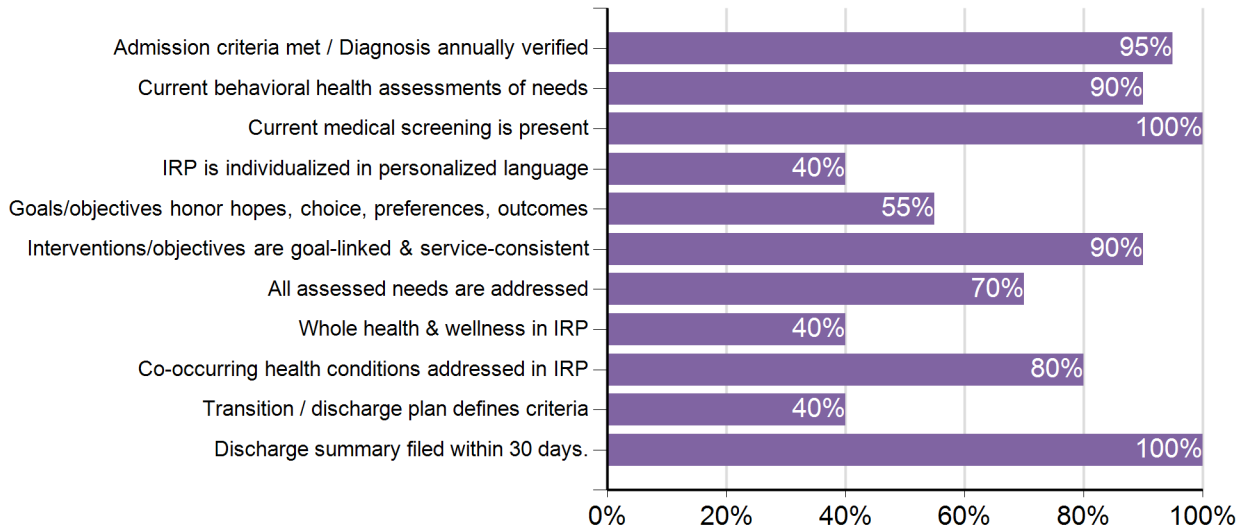 Admission criteria met / Diagnosis annually verified 95%
Current behavioral health assessments of needs 90%
Current medical screening is present 100%
IRP is individualized in personalized language 40%
Goals/objectives honor hopes, choice, preferences, outcomes 55%
Interventions/objectives are goal-linked & service-consistent 90%
All assessed needs are addressed 70%
Whole health & wellness in IRP 40%
Co-occurring health conditions addressed in IRP 80%
Transition / discharge plan defines criteria 40%
Discharge summary filed within 30 days. 100%
0% 20% 40% 60% 80% 100%